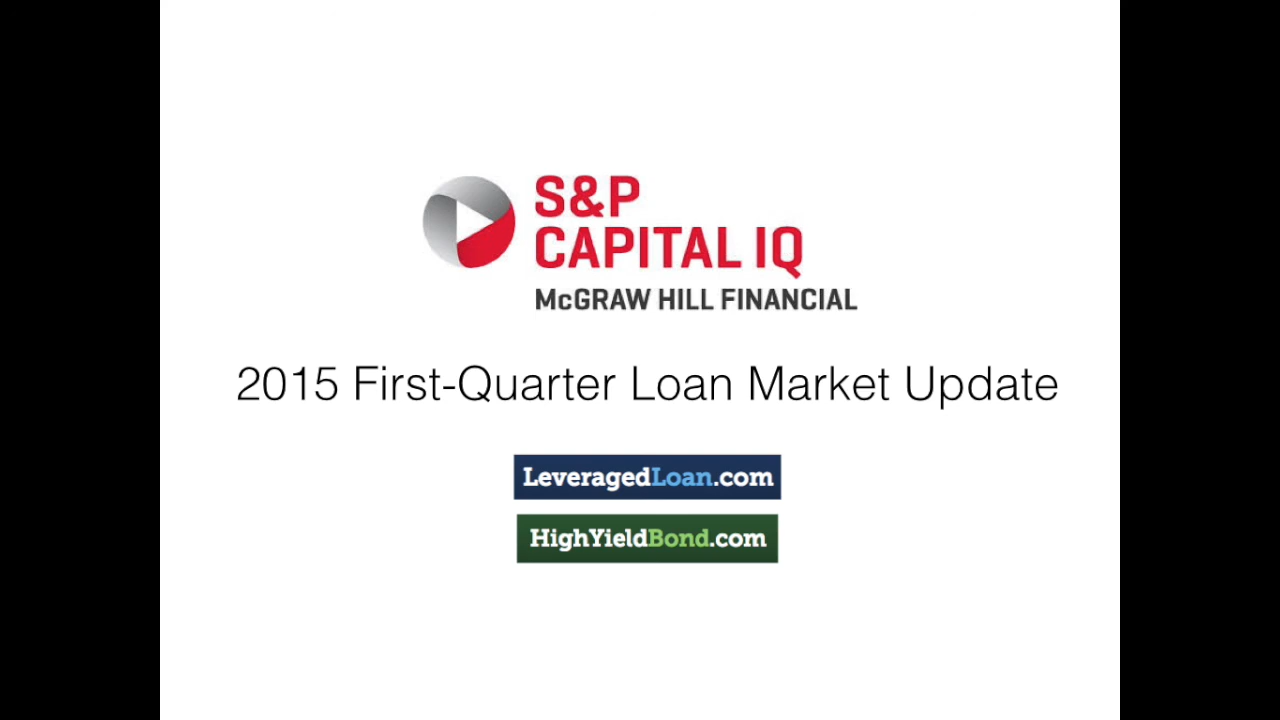 S&P
CAPITAL IQ
McGRAW HILL FINANCIAL
2015 First-Quarter Loan Market Update
LeveragedLoan.com
HighYieldBond.com